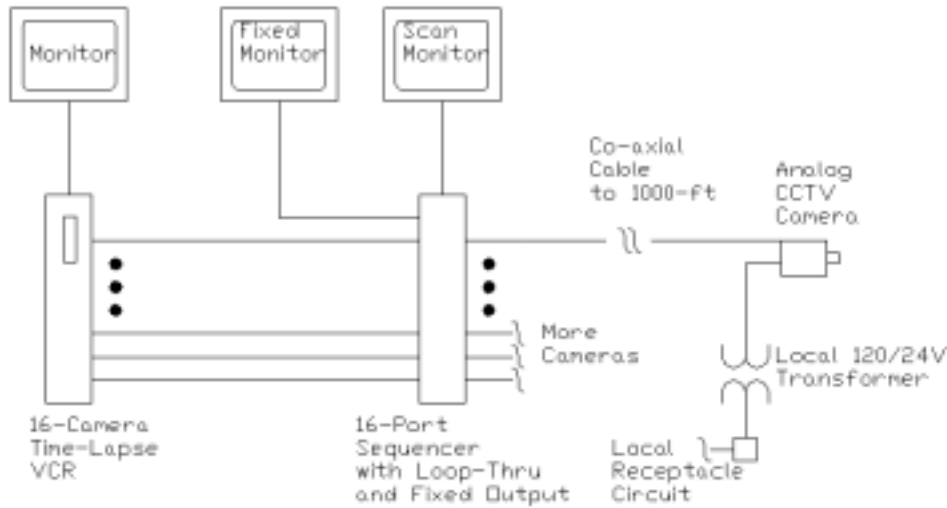 Monitor
Fixed
Monitor
Scan
Monitor
Co-axial
Cable
to 1000-ft
Analog
CCTV
Camera
More
Cameras
Local 120/24V
Transformer
16-Camera
Time-Lapse
VCR
16-Port
Sequencer
with Loop-Thru
and Fixed Output
Local
Receptacle
Circuit